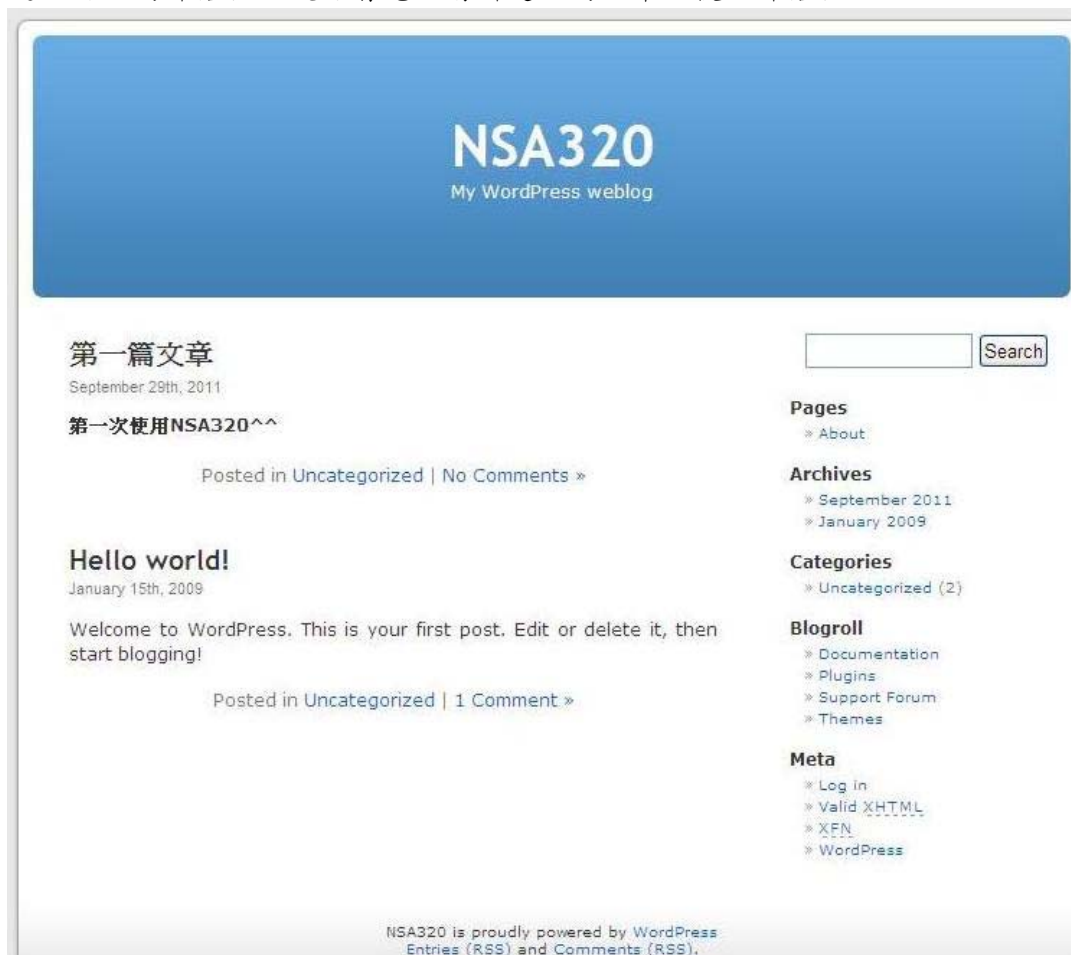 NSA320
My WordPress weblog
第一篇文章
September 29th, 2011
第一次使用NSA320^^
Posted in Uncategorized | No Comments »
Hello world!
January 15th, 2009
Welcome to WordPress. This is your first post. Edit or delete it, then
start blogging!
Posted in Uncategorized | 1 Comment »
Search
Pages
» About
Archives
» September 2011
» January 2009
Categories
» Uncategorized (2)
Blogroll
» Documentation
» Plugins
» Support Forum
» Themes
Meta
» Log in
» Valid XHTML
» XFN
» WordPress
NSA320 is proudly powered by WordPress
Entries (RSS) and Comments (RSS).